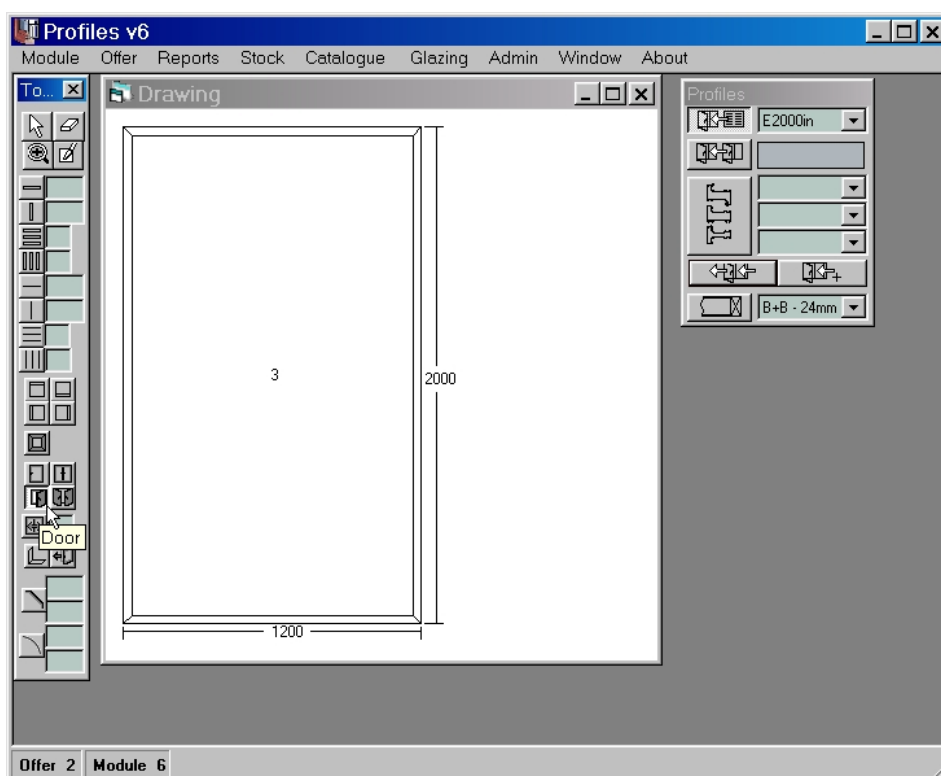 Profiles v6
Module Offer Reports Stock Catalogue Glazing Admin Window About
To...
Drawing
Profiles
E2000in
B+B - 24mm
3
2000
1200
Door
Offer 2 Module 6